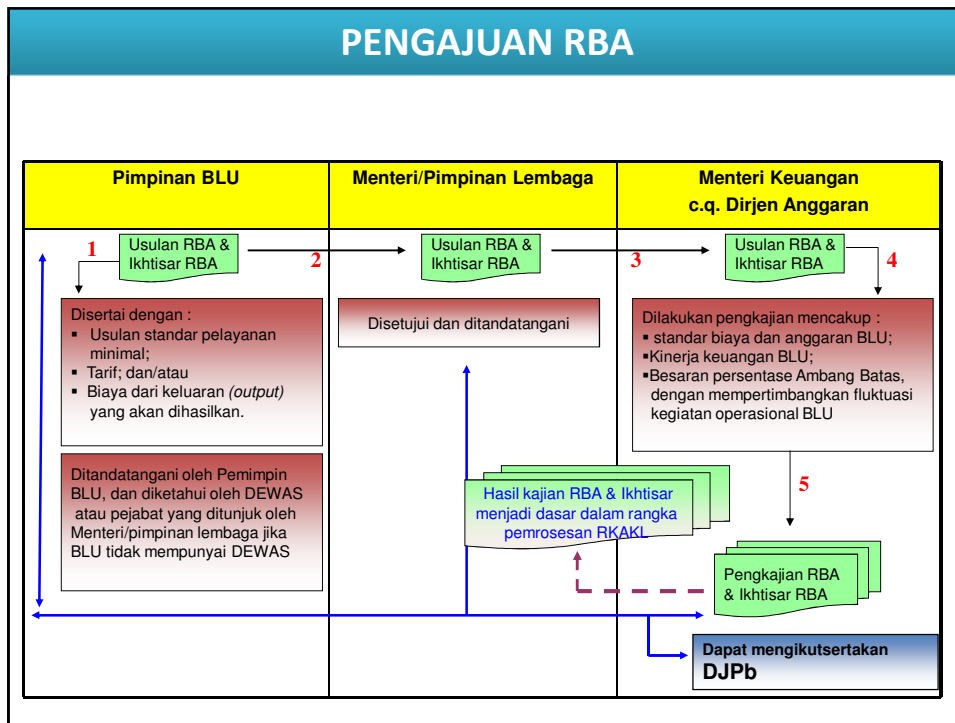 PENGAJUAN RBA
Pimpinan BLU
Menteri/Pimpinan Lembaga
Menteri Keuangan
c.q. Dirjen Anggaran
1
Usulan RBA &
Ikhtisar RBA
2
Usulan RBA &
Ikhtisar RBA
3
Usulan RBA &
Ikhtisar RBA
4
Disertai dengan :
▪ Usulan standar pelayanan
minimal;
▪ Tarif; dan/atau
▪ Biaya dari keluaran (output)
yang akan dihasilkan.
Disetujui dan ditandatangani
Dilakukan pengkajian mencakup :
▪ standar biaya dan anggaran BLU;
▪Kinerja keuangan BLU;
▪Besaran persentase Ambang Batas,
dengan mempertimbangkan fluktuasi
kegiatan operasional BLU
Ditandatangani oleh Pemimpin
BLU, dan diketahui oleh DEWAS
atau pejabat yang ditunjuk oleh
Menteri/pimpinan lembaga jika
BLU tidak mempunyai DEWAS
Hasil kajian RBA & Ikhtisar
menjadi dasar dalam rangka
pemrosesan RKAKL
5
Pengkajian RBA
& Ikhtisar RBA
Dapat mengikutsertakan
DJPb